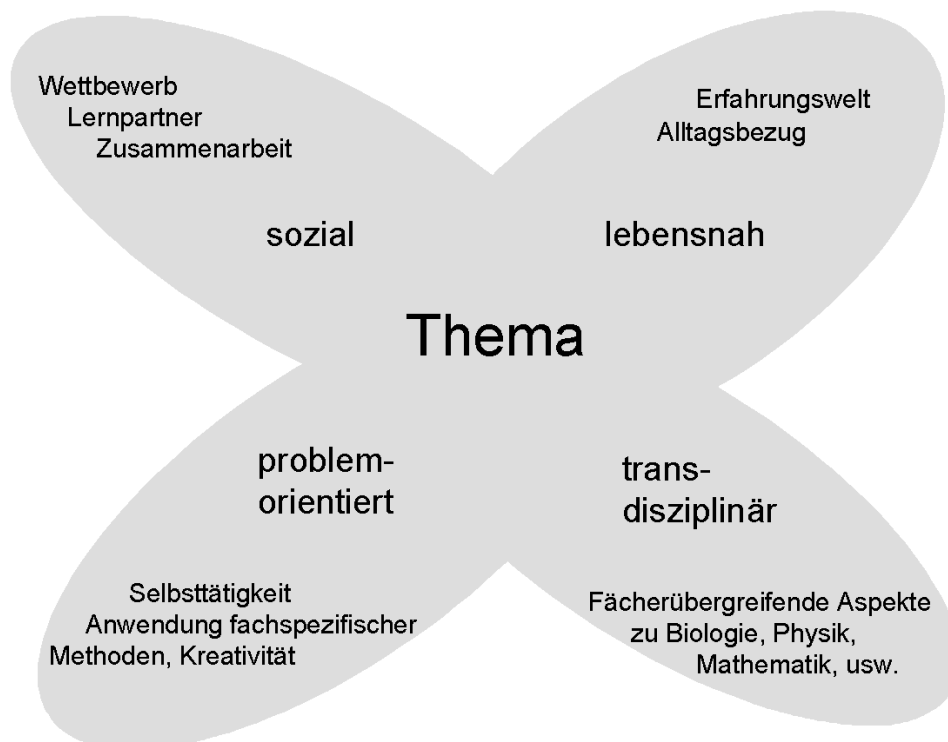 Wettbewerb
Lernpartner
Zusammenarbeit
sozial
Erfahrungswelt
Alltagsbezug
lebensnah
Thema
problem-
orientiert
Selbsttätigkeit
Anwendung fachspezifischer
Methoden, Kreativität
trans-
disziplinär
Fächerübergreifende Aspekte
zu Biologie, Physik,
Mathematik, usw.